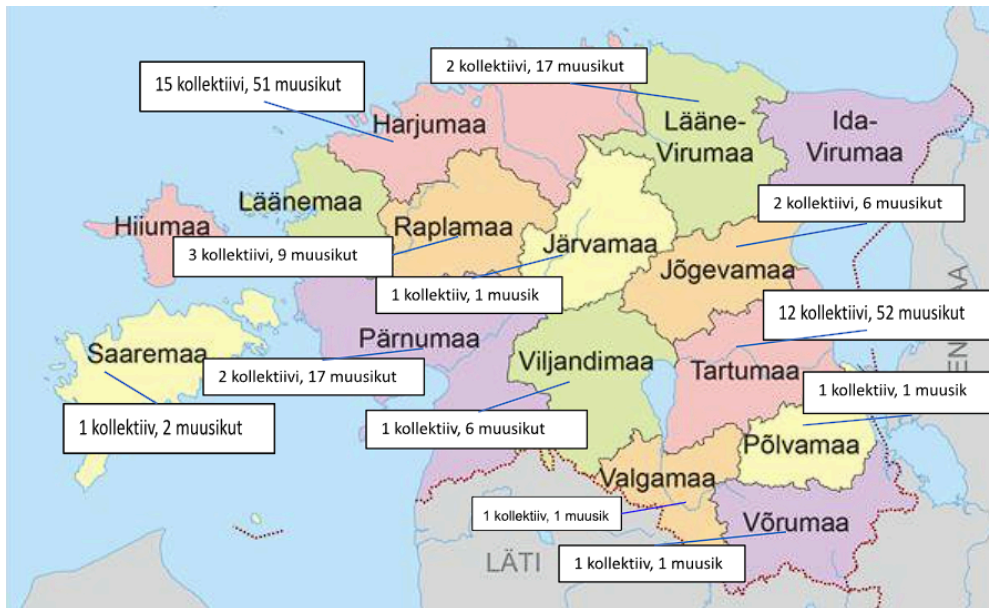 2 kollektiivi, 17 muusikut
15 kollektiivi, 51 muusikut
Harjumaa
Lääne-
Virumaa
Ida-
Virumaa
Läänemaa
2 kollektiivi, 6 muusikut
Hiiumaa
Raplamaa
3 kollektiivi, 9 muusikut
Järvamaa
Jõgevamaa
1 kollektiiv, 1 muusik
12 kollektiivi, 52 muusikut
Pärnumaa
Saaremaa
Viljandimaa
Tartumaa
2 kollektiivi, 17 muusikut
1 kollektiiv, 1 muusik
1 kollektiiv, 2 muusikut
1 kollektiiv, 6 muusikut
Põlvamaa
Valgamaa
1 kollektiiv, 1 muusik
Võrumaa
LÄTI
1 kollektiiv, 1 muusik